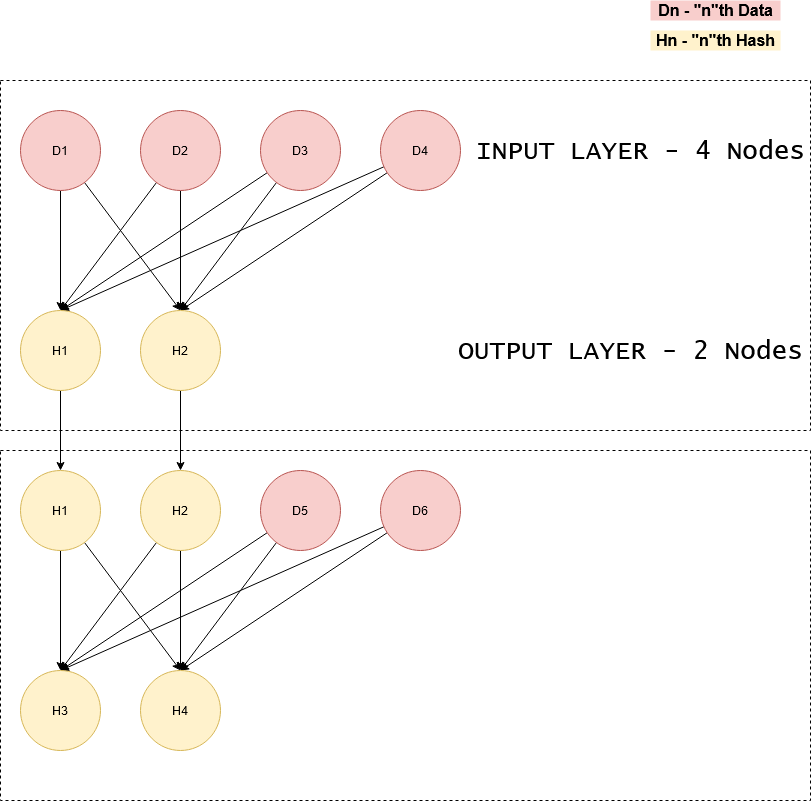 Dn - "n"th Data
Hn - "n"th Hash
D1 D2 D3 D4 INPUT LAYER - 4 Nodes
H1 H2 OUTPUT LAYER - 2 Nodes
H1 H2 D5 D6
H3 H4